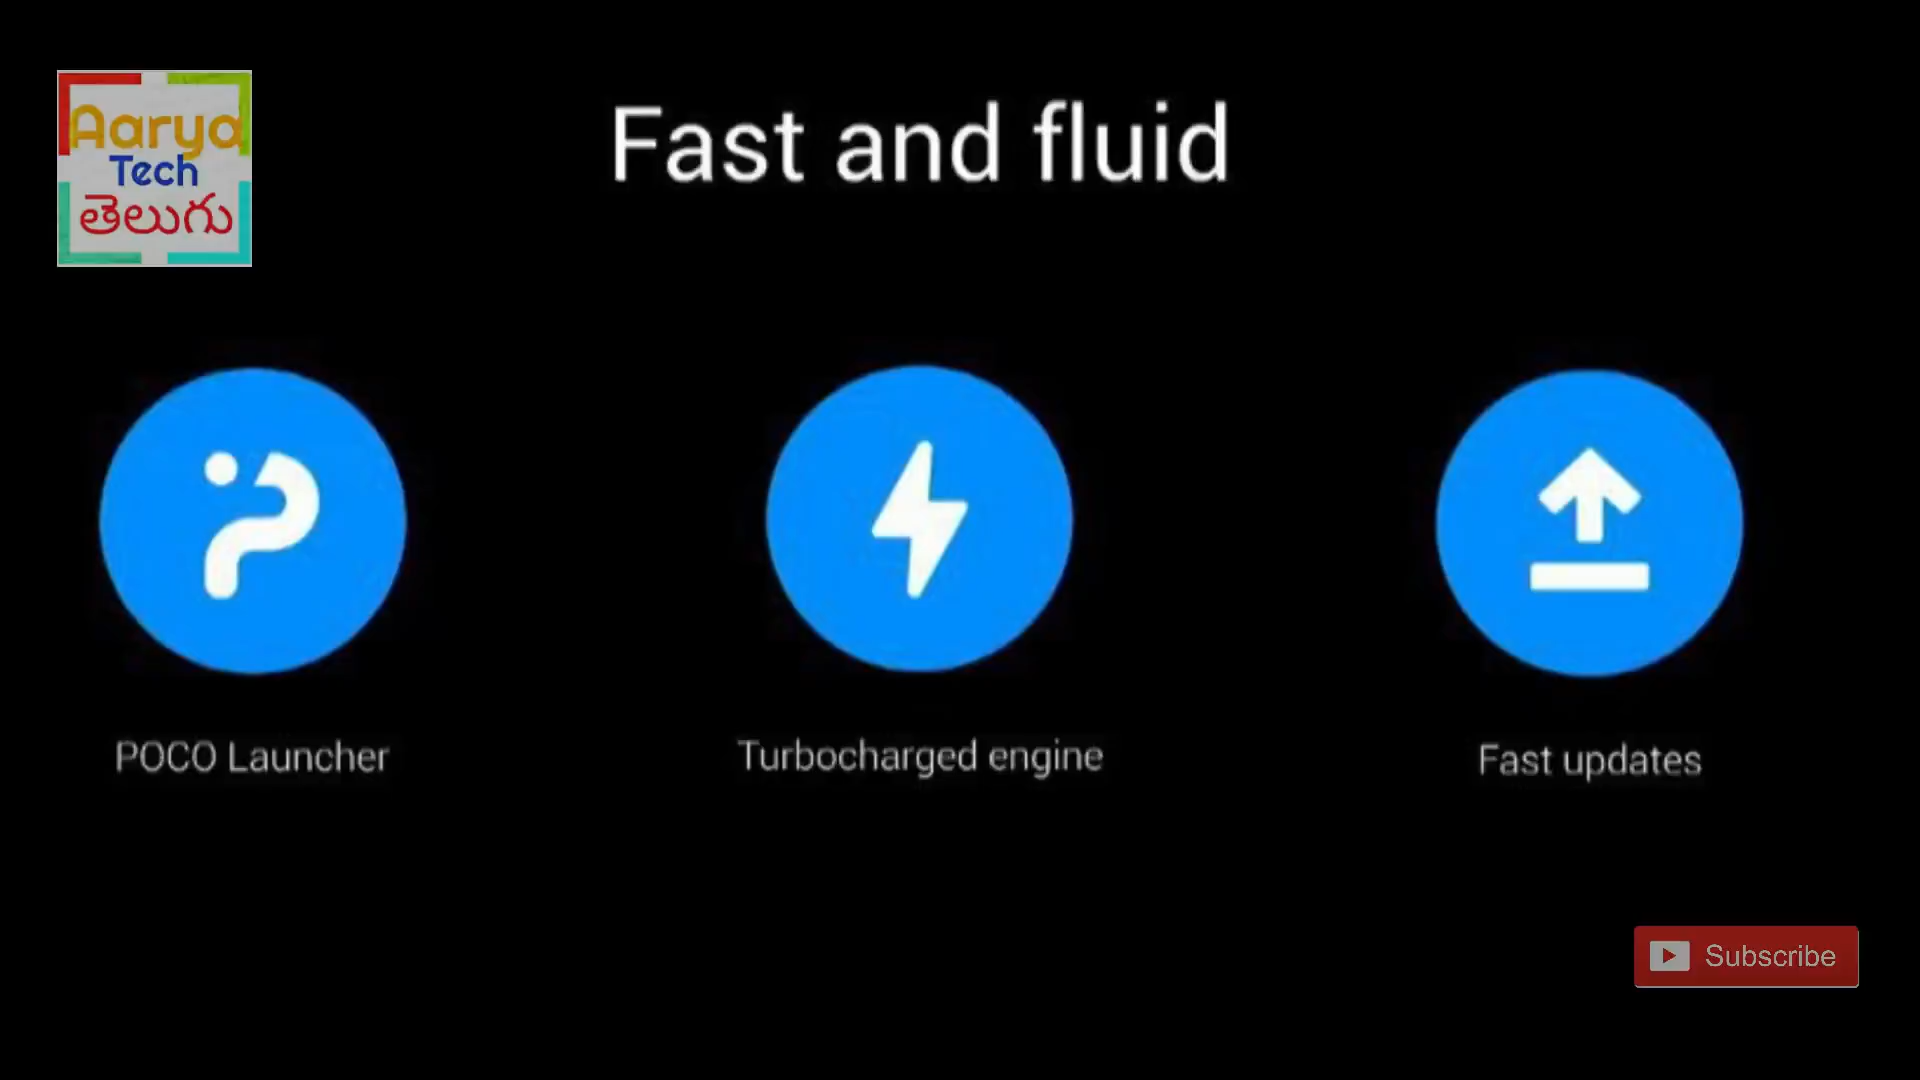 Aarya
Tech
తెలుగు
Fast and fluid
POCO Launcher
Turbocharged engine
Fast updates
Subscribe